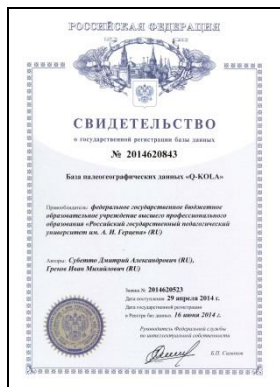 РОССИЙСКАЯ ФЕДЕРАЦИЯ
СВИДЕТЕЛЬСТВО
о государственной регистрации базы данных
№ 2014620843
База палеогеографических данных «Q-KOLA»
Правообладатель: федеральное государственное бюджетное
образовательное учреждение высшего профессионального
образования «Российский государственный педагогический
университет им. А. И. Герцена» (RU)
Авторы: Субетто Дмитрий Александрович (RU),
Греков Иван Михайлович (RU)
Заявка № 2014620523
Дата поступления 29 апреля 2014 г.
Дата государственной регистрации
в Реестре баз данных 16 июня 2014 г.
Руководитель Федеральной службы
по интеллектуальной собственности
Б.П. Симонов